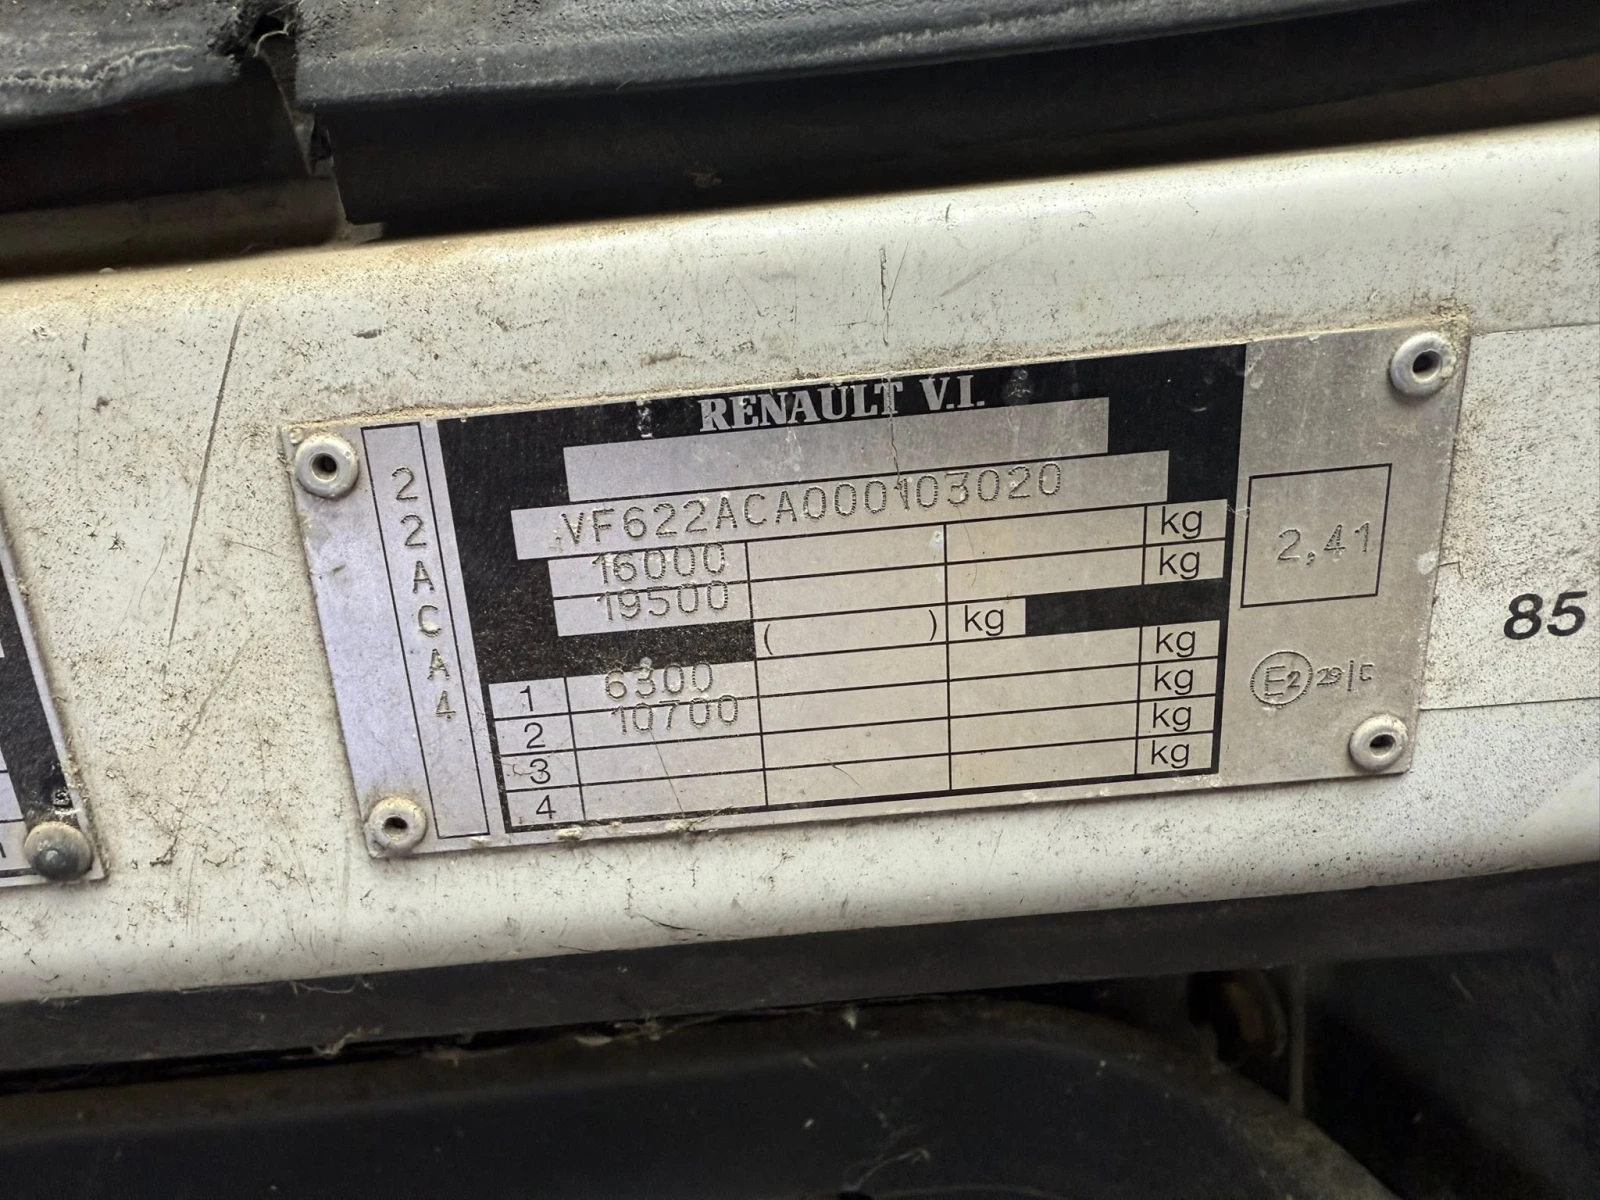 RENAULT V.I.
22ACA4
VF622ACA000103020
16000 kg
19500 kg
( ) kg
1 6300 kg
2 10700 kg
3 kg
4 kg
2,41
E2
85